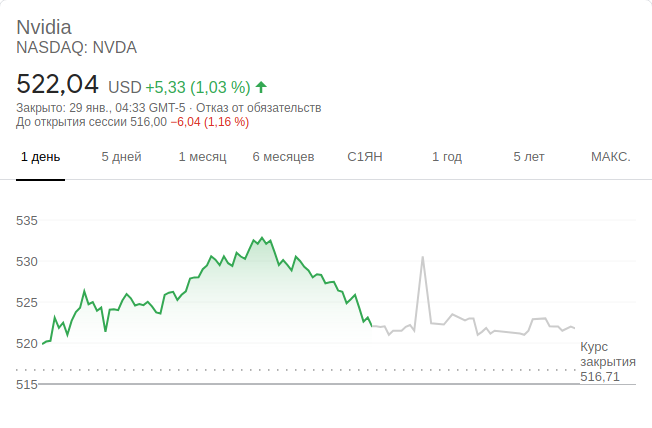 Nvidia
NASDAQ: NVDA
522,04 USD +5,33 (1,03 %)
Закрыто: 29 янв., 04:33 GMT-5 · Отказ от обязательств
До открытия сессии 516,00 −6,04 (1,16 %)
1 день 5 дней 1 месяц 6 месяцев С1ЯН 1 год 5 лет МАКС.
535
530
525
520
Курс
закрытия
516,71
515